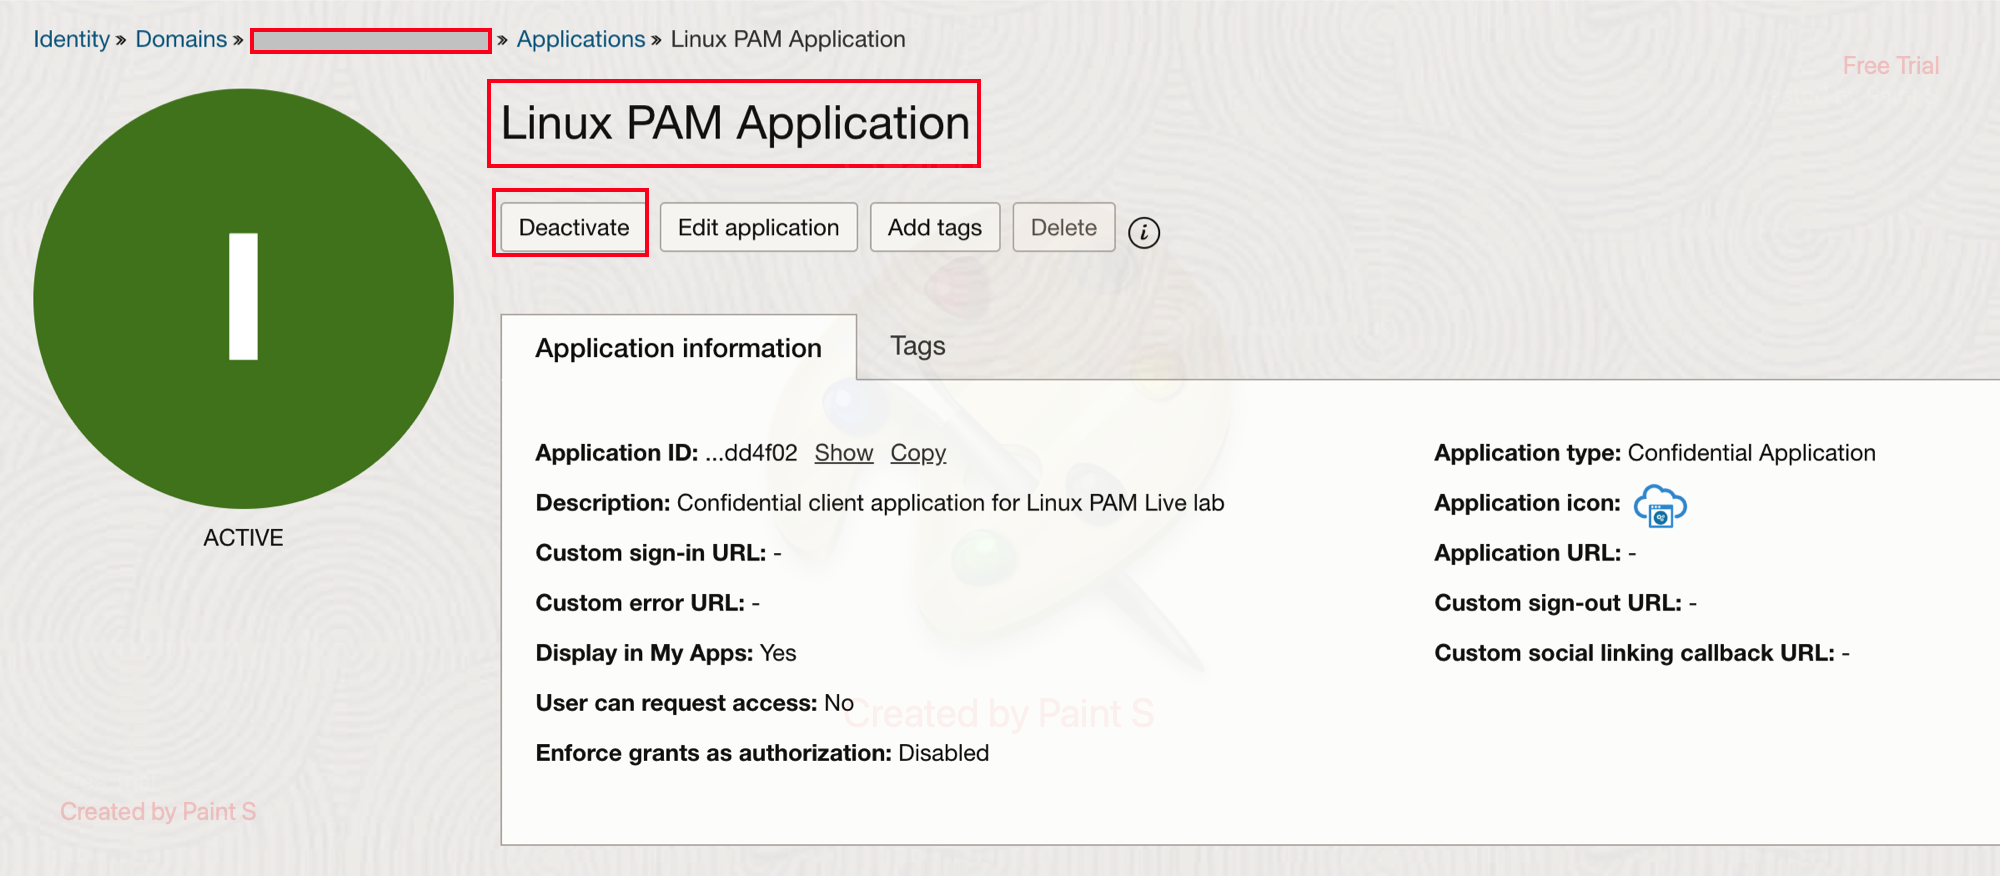 Identity » Domains » » Applications » Linux PAM Application
Free Trial
Linux PAM Application
Deactivate Edit application Add tags Delete i
I
ACTIVE
Application information Tags
Application ID: ...dd4f02 Show Copy
Application type: Confidential Application
Description: Confidential client application for Linux PAM Live lab
Application icon:
Custom sign-in URL: -
Application URL: -
Custom error URL: -
Custom sign-out URL: -
Display in My Apps: Yes
Custom social linking callback URL: -
User can request access: No
Created by Paint S
Enforce grants as authorization: Disabled
Created by Paint S